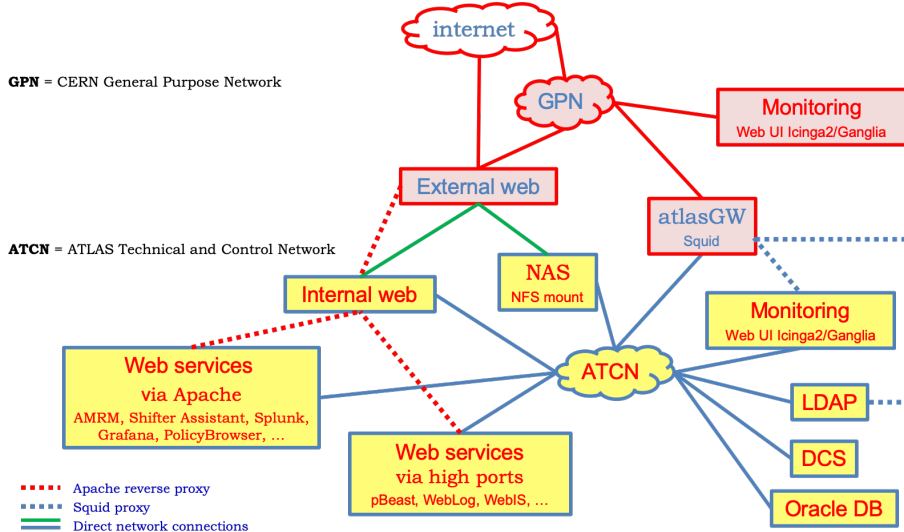 internet
GPN = CERN General Purpose Network
GPN
Monitoring
Web UI Icinga2/Ganglia
External web
atlasGW
Squid
ATCN = ATLAS Technical and Control Network
NAS
NFS mount
Internal web
Monitoring
Web UI Icinga2/Ganglia
Web services
via Apache
AMRM, Shifter Assistant, Splunk,
Grafana, PolicyBrowser, ...
ATCN
LDAP
Web services
via high ports
pBeast, WebLog, WebIS, ...
DCS
Oracle DB
Apache reverse proxy
Squid proxy
Direct network connections